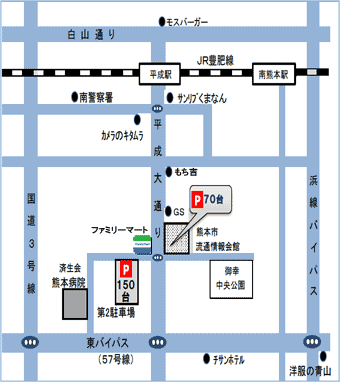 モスバーガー
白山通り
JR豊肥線
平成駅
南熊本駅
南警察署
サンリブくまなん
カメラのキタムラ
平成大通り
もち吉
P70台
GS
国道3号線
浜線バイパス
ファミリーマート
熊本市
流通情報会館
済生会
熊本病院
P
150
台
第2駐車場
御幸
中央公園
東バイパス
(57号線)
チサンホテル
洋服の青山